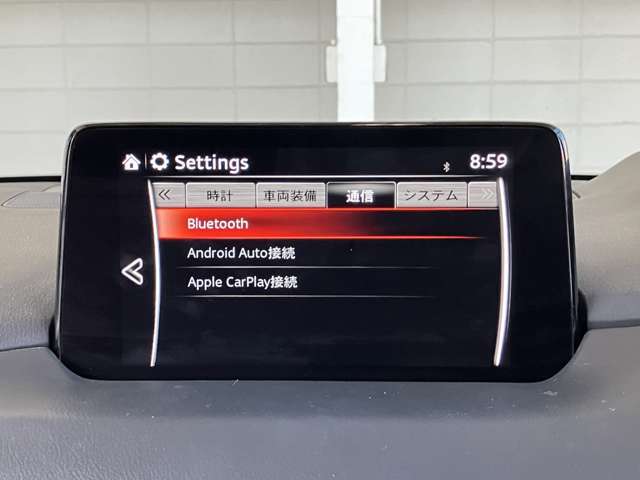 Settings 8:59
« 時計 車両装備 通信 システム »
Bluetooth
Android Auto接続
Apple CarPlay接続